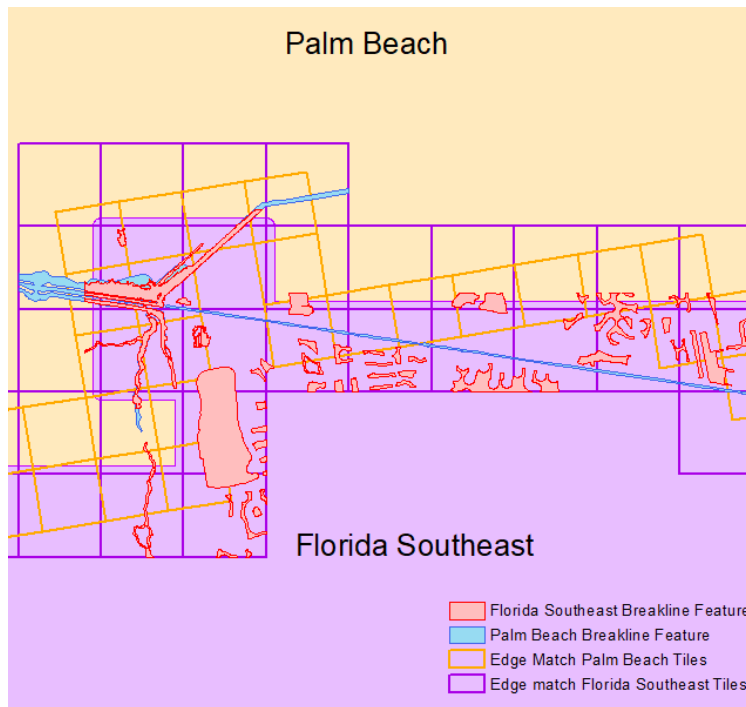 Palm Beach
Florida Southeast
Florida Southeast Breakline Feature
Palm Beach Breakline Feature
Edge Match Palm Beach Tiles
Edge match Florida Southeast Tiles